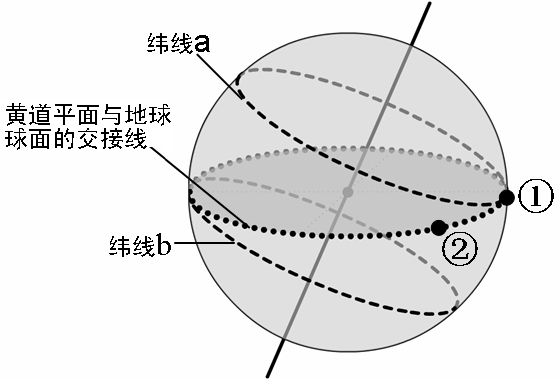 纬线a
黄道平面与地球
球面的交接线
①
②
纬线b